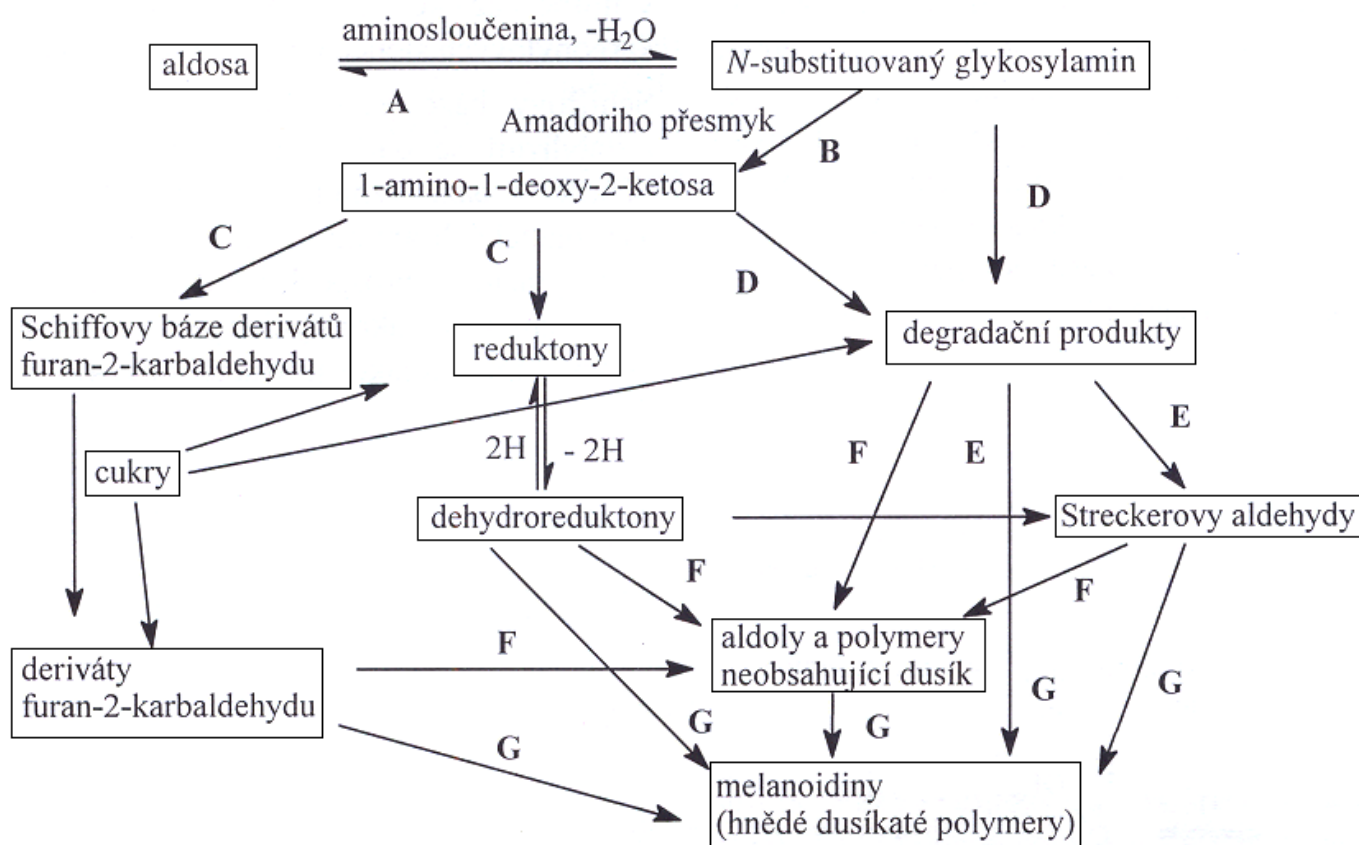 aminosloučenina, -H2O
aldosa
N-substituovaný glykosylamin
A
Amadoriho přesmyk
B
1-amino-1-deoxy-2-ketosa
D
C
C
D
Schiffovy báze derivátů
furan-2-karbaldehydu
reduktony
degradační produkty
cukry
2H
- 2H
F
E
E
dehydroreduktony
Streckerovy aldehydy
F
F
F
aldoly a polymery
neobsahující dusík
deriváty
furan-2-karbaldehydu
G
G
G
G
G
melanoidiny
(hnědé dusíkaté polymery)